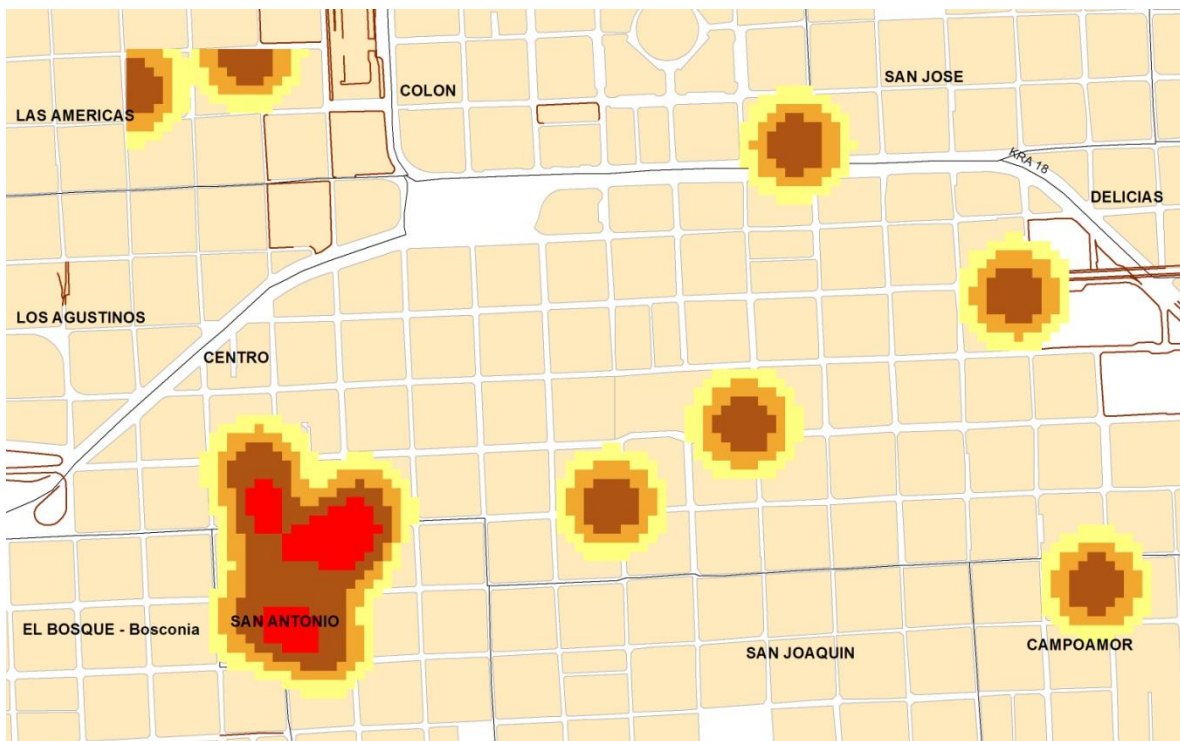 SAN JOSE
COLON
LAS AMERICAS
KRA 18
DELICIAS
LOS AGUSTINOS
CENTRO
SAN ANTONIO
EL BOSQUE - Bosconia
CAMPOAMOR
SAN JOAQUIN